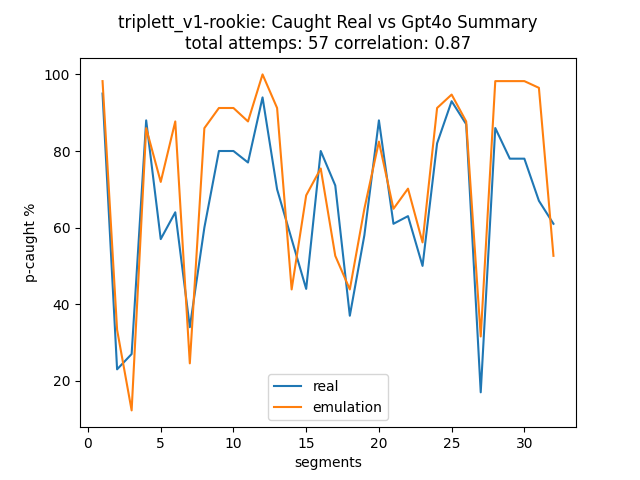 triplett_v1-rookie: Caught Real vs Gpt4o Summary
total attemps: 57 correlation: 0.87
100
80
60
40
20
p-caught %
real
emulation
0 5 10 15 20 25 30
segments